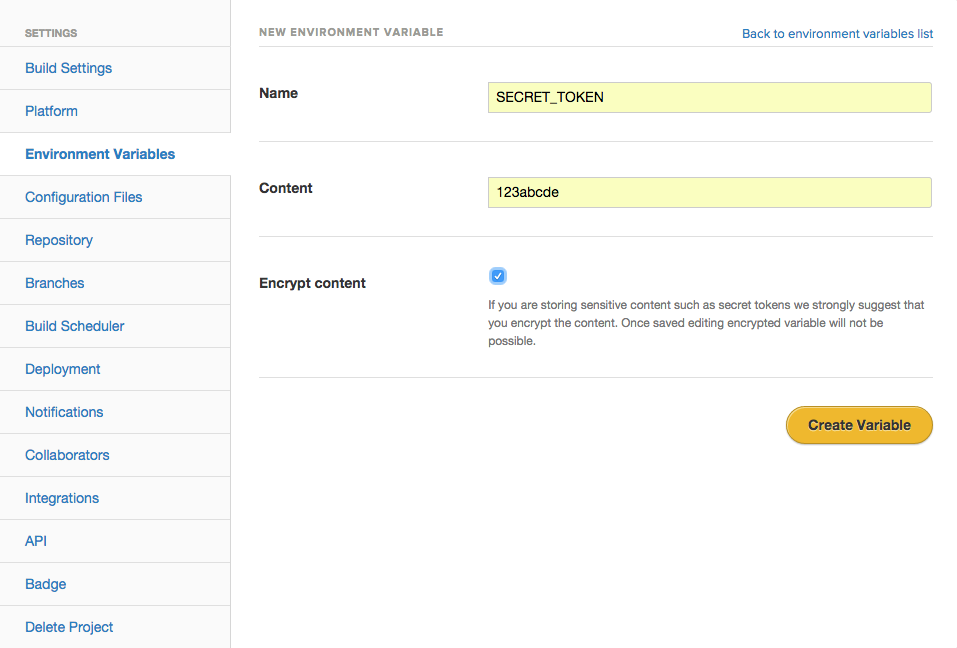 SETTINGS
Build Settings
Platform
Environment Variables
Configuration Files
Repository
Branches
Build Scheduler
Deployment
Notifications
Collaborators
Integrations
API
Badge
Delete Project
NEW ENVIRONMENT VARIABLE
Back to environment variables list
Name
SECRET_TOKEN
Content
123abcde
Encrypt content
If you are storing sensitive content such as secret tokens we strongly suggest that
you encrypt the content. Once saved editing encrypted variable will not be
possible.
Create Variable